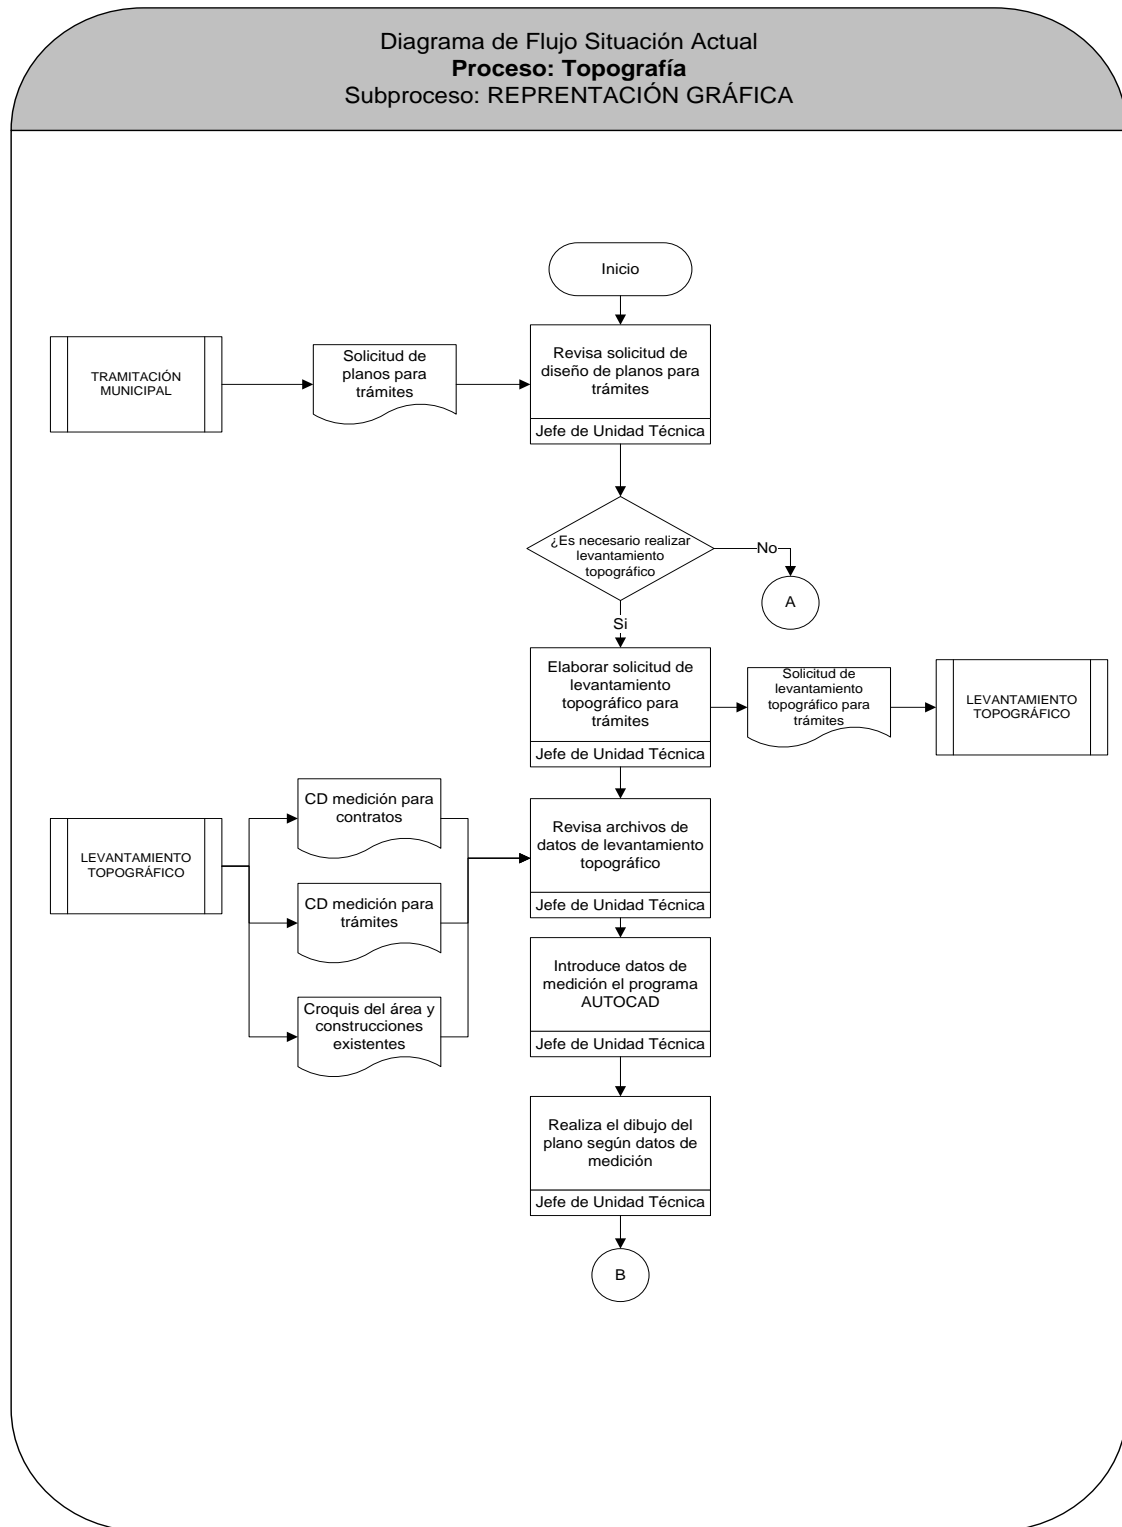 Diagrama de Flujo Situación Actual
Proceso: Topografía
Subproceso: REPRENTACIÓN GRÁFICA
Inicio
TRAMITACIÓN
MUNICIPAL
Solicitud de
planos para
trámites
Revisa solicitud de
diseño de planos para
trámites
Jefe de Unidad Técnica
¿Es necesario realizar
levantamiento
topográfico
No
A
Si
Elaborar solicitud de
levantamiento
topográfico para
trámites
Jefe de Unidad Técnica
Solicitud de
levantamiento
topográfico para
trámites
LEVANTAMIENTO
TOPOGRÁFICO
LEVANTAMIENTO
TOPOGRÁFICO
CD medición para
contratos
CD medición para
trámites
Croquis del área y
construcciones
existentes
Revisa archivos de
datos de levantamiento
topográfico
Jefe de Unidad Técnica
Introduce datos de
medición el programa
AUTOCAD
Jefe de Unidad Técnica
Realiza el dibujo del
plano según datos de
medición
Jefe de Unidad Técnica
B